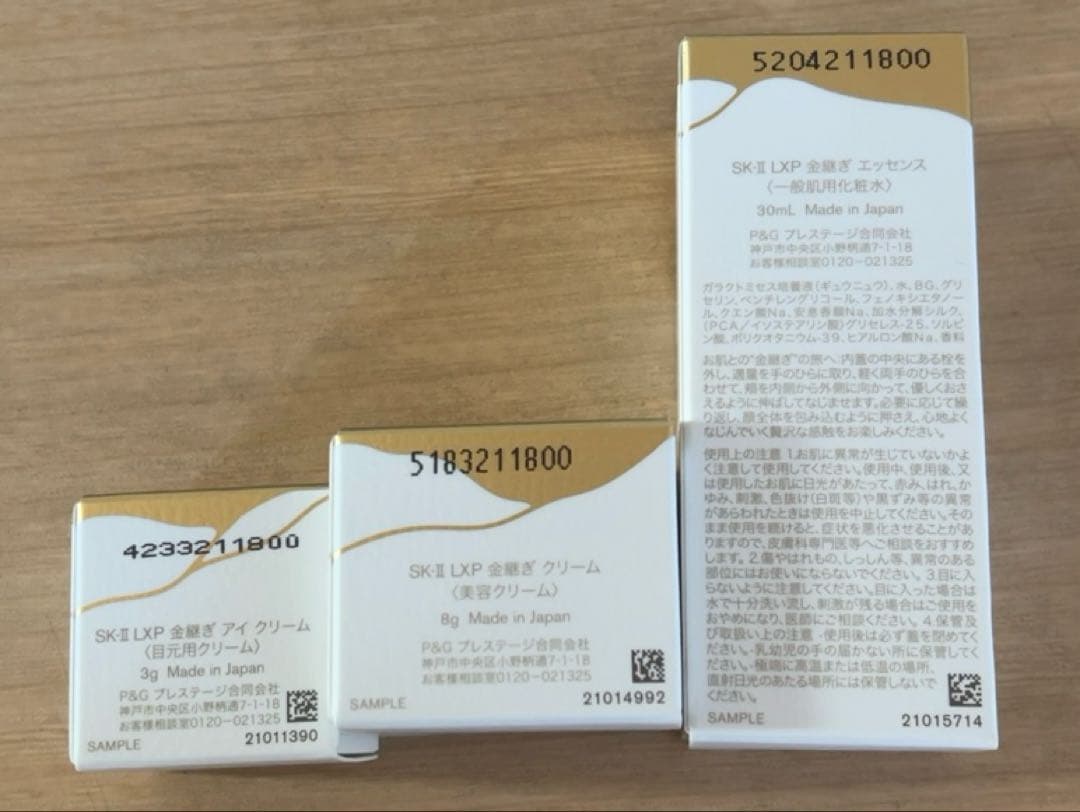 4233211800
SK-II LXP 金継ぎ アイ クリーム
〈目元用クリーム〉
3g Made in Japan
P&G プレステージ合同会社
神戸市中央区小野柄通7-1-18
お客様相談室0120-021325
SAMPLE
21011390
5183211800
SK-II LXP 金継ぎ クリーム
〈美容クリーム〉
8g Made in Japan
P&G プレステージ合同会社
神戸市中央区小野柄通7-1-18
お客様相談室0120-021325
SAMPLE
21014992
5204211800
SK-II LXP 金継ぎ エッセンス
〈一般肌用化粧水〉
30mL Made in Japan
P&G プレステージ合同会社
神戸市中央区小野柄通7-1-18
お客様相談室0120-021325
ガラクトミセス培養液(ギュウニュウ)、水、BG、グリ
セリン、ペンチレングリコール、フェノキシエタノー
ル、クエン酸Na、安息香酸Na、加水分解シルク、
(PCA/イソステアリン酸)グリセレス-25、ソルビ
ン酸、ポリクオタニウム-39、ヒアルロン酸Na、香料
お肌との"金継ぎ"の旅へ:内蓋の中央にある栓を
外し、適量を手のひらに取り、軽く両手のひらを合
わせて、頬を内側から外側に向かって、優しくおさ
えるように伸ばしてなじませます。必要に応じて繰
り返し、顔全体を包み込むように押さえ、心地よく
なじんでいく贅沢な感触をお楽しみください。
使用上の注意 1.お肌に異常が生じていないかよ
く注意して使用してください。使用中、使用後、又
は使用したお肌に日光があたって、赤み、はれ、か
ゆみ、刺激、色抜け(白斑等)や黒ずみ等の異常
があらわれたときは使用を中止してください。その
まま使用を続けると、症状を悪化させることがあ
りますので、皮膚科専門医等へご相談をおすすめ
します。2.傷やはれもの、しっしん等、異常のある
部位にはお使いにならないでください。3.目に入
らないように注意してください。目に入った場合は
水で十分洗い流し、刺激が残る場合はご使用を
おやめになり、医師にご相談ください。4.保管及
び取扱い上の注意 -使用後は必ず蓋を閉めてく
ださい。-乳幼児の手の届かない所に保管してく
ださい。-極端に高温または低温の場所、
直射日光のあたる場所には保管しないで
ください。
SAMPLE
21015714